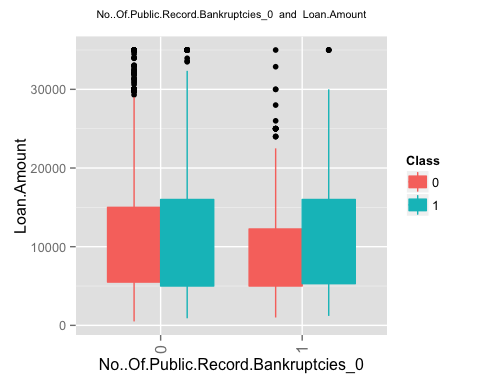 No..Of.Public.Record.Bankruptcies_0 and Loan.Amount
30000
20000
10000
0
Loan.Amount
0
1
No..Of.Public.Record.Bankruptcies_0
Class
0
1